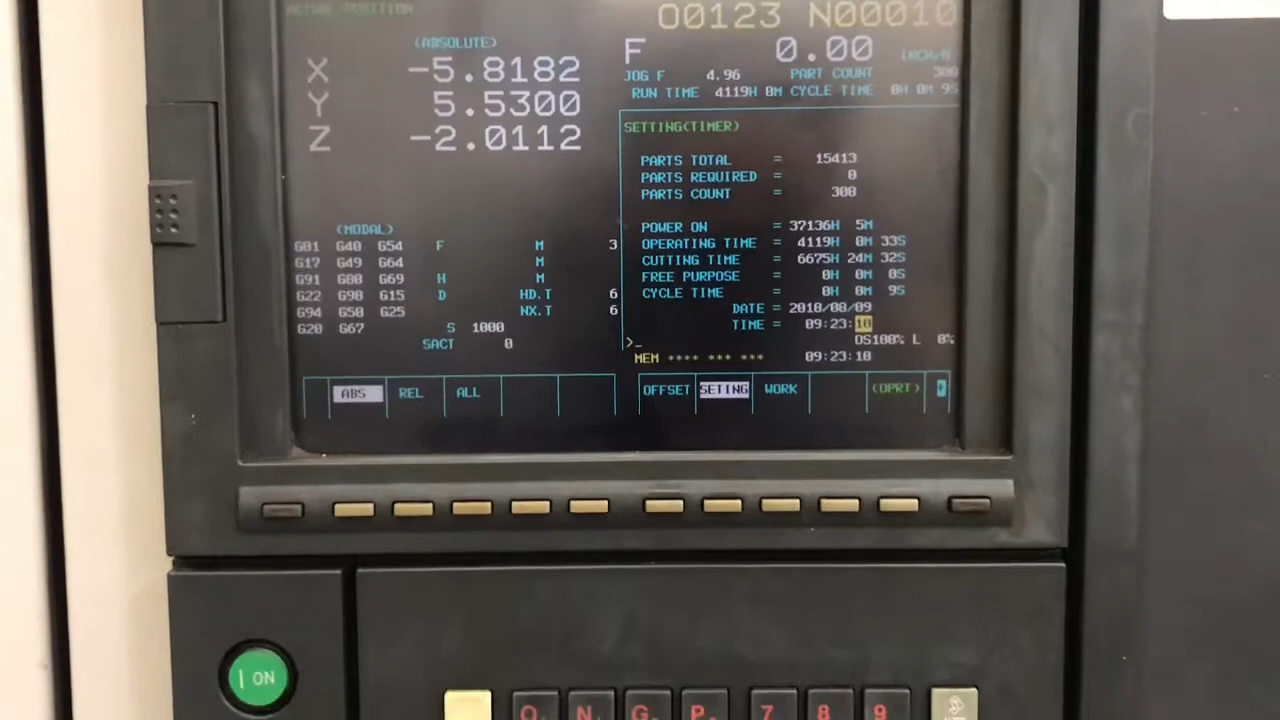 ACTUAL POSITION
O0123 N00010
(ABSOLUTE)
X -5.8182
Y 5.5300
Z -2.0112
F 0.00 INCH/M
JOG F 4.96 PART COUNT 308
RUN TIME 4119H 0M CYCLE TIME 0H 0M 9S
SETTING(TIMER)
PARTS TOTAL = 15413
PARTS REQUIRED = 0
PARTS COUNT = 308
POWER ON = 37136H 5M
OPERATING TIME = 4119H 0M 33S
CUTTING TIME = 6675H 24M 32S
FREE PURPOSE = 0H 0M 0S
CYCLE TIME = 0H 0M 9S
DATE = 2018/08/09
TIME = 09:23:10
(MODAL)
G01 G40 G54 F M 3
G17 G49 G64 M
G91 G80 G69 H M
G22 G98 G15 D HD.T 6
G94 G50 G25 NX.T 6
G20 G67 S 1000
SACT 0
OS100% L 0%
>_
MEM **** *** *** 09:23:10
ABS REL ALL
OFFSET SETING WORK (OPRT)
| ON
O N G P 7 8 9